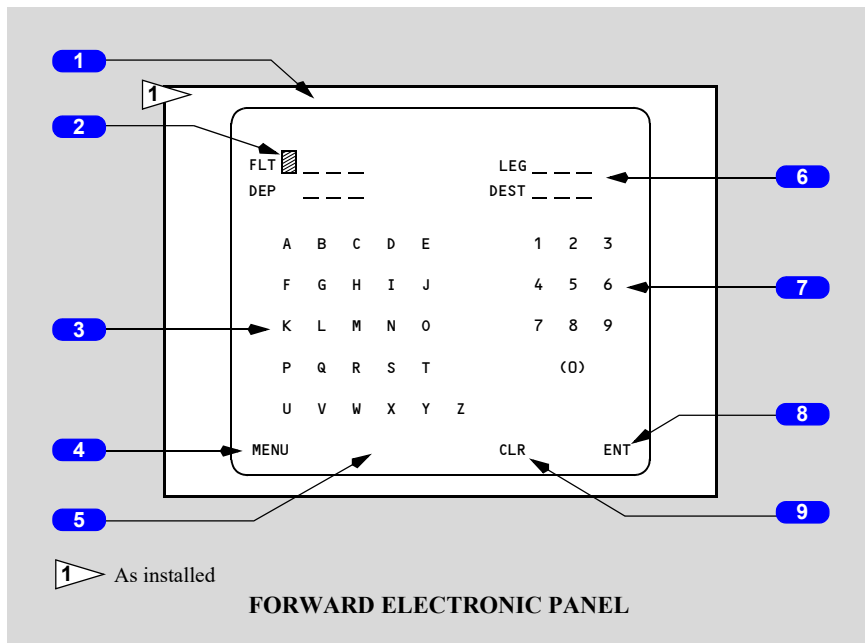 1
1
2
FLT _ _ _ LEG _ _ _ 6
DEP _ _ _ DEST _ _ _
A B C D E 1 2 3
F G H I J 4 5 6 7
3 K L M N O 7 8 9
P Q R S T (0)
U V W X Y Z 8
4 MENU CLR ENT
5 9
1 As installed
FORWARD ELECTRONIC PANEL